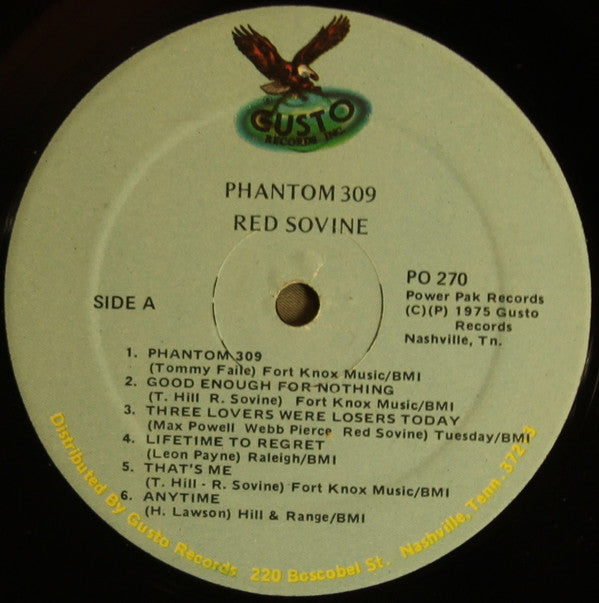 GUSTO
RECORDS INC.
PHANTOM 309
RED SOVINE
SIDE A
PO 270
Power Pak Records
(C)(P) 1975 Gusto
Records
Nashville, Tn.
1. PHANTOM 309
(Tommy Faile) Fort Knox Music/BMI
2. GOOD ENOUGH FOR NOTHING
(T. Hill R. Sovine) Fort Knox Music/BMI
3. THREE LOVERS WERE LOSERS TODAY
(Max Powell Webb Pierce Red Sovine) Tuesday/BMI
4. LIFETIME TO REGRET
(Leon Payne) Raleigh/BMI
5. THAT'S ME
(T. Hill - R. Sovine) Fort Knox Music/BMI
6. ANYTIME
(H. Lawson) Hill & Range/BMI
Distributed By Gusto Records 220 Boscobel St. Nashville, Tenn. 37213